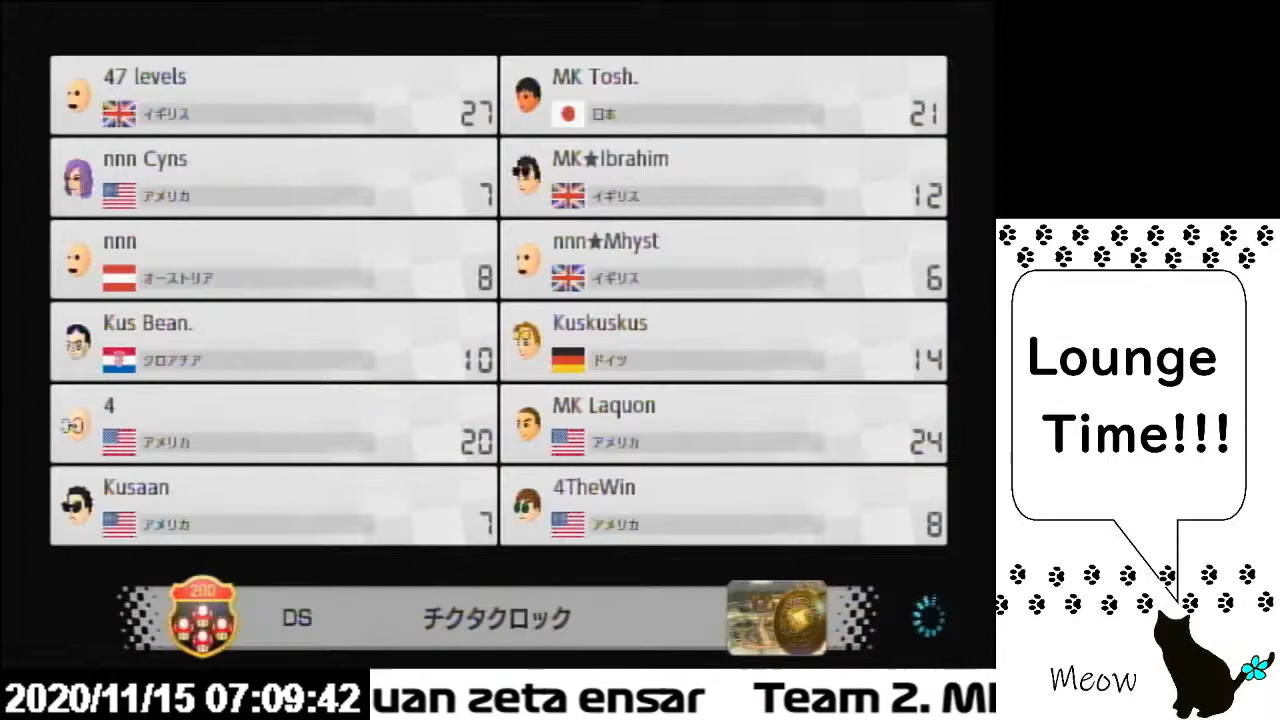 47 levels
イギリス
27
MK Tosh.
日本
21
nnn Cyns
アメリカ
7
MK★Ibrahim
イギリス
12
nnn
オーストリア
8
nnn★Mhyst
イギリス
6
Kus Bean.
クロアチア
10
Kuskuskus
ドイツ
14
4
アメリカ
20
MK Laquon
アメリカ
24
Kusaan
アメリカ
7
4TheWin
アメリカ
8
200
DS
チクタクロック
Lounge
Time!!!
Meow
2020/11/15 07:09:42
uan zeta ensar Team 2. M